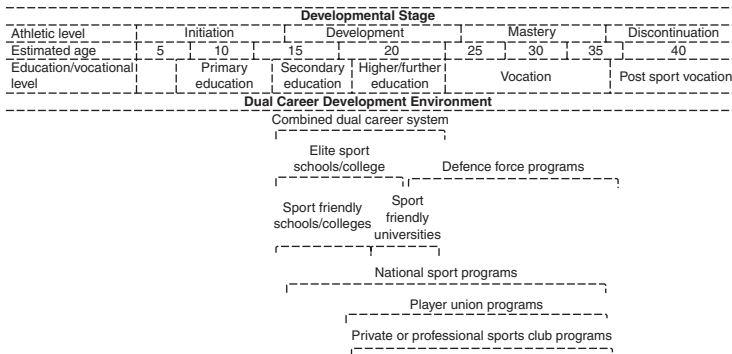 Developmental Stage
Athletic level Initiation Development Mastery Discontinuation
Estimated age 5 10 15 20 25 30 35 40
Education/vocational level Primary education Secondary education Higher/further education Vocation Post sport vocation
Dual Career Development Environment
Combined dual career system
Elite sport schools/college
Defence force programs
Sport friendly schools/colleges
Sport friendly universities
National sport programs
Player union programs
Private or professional sports club programs